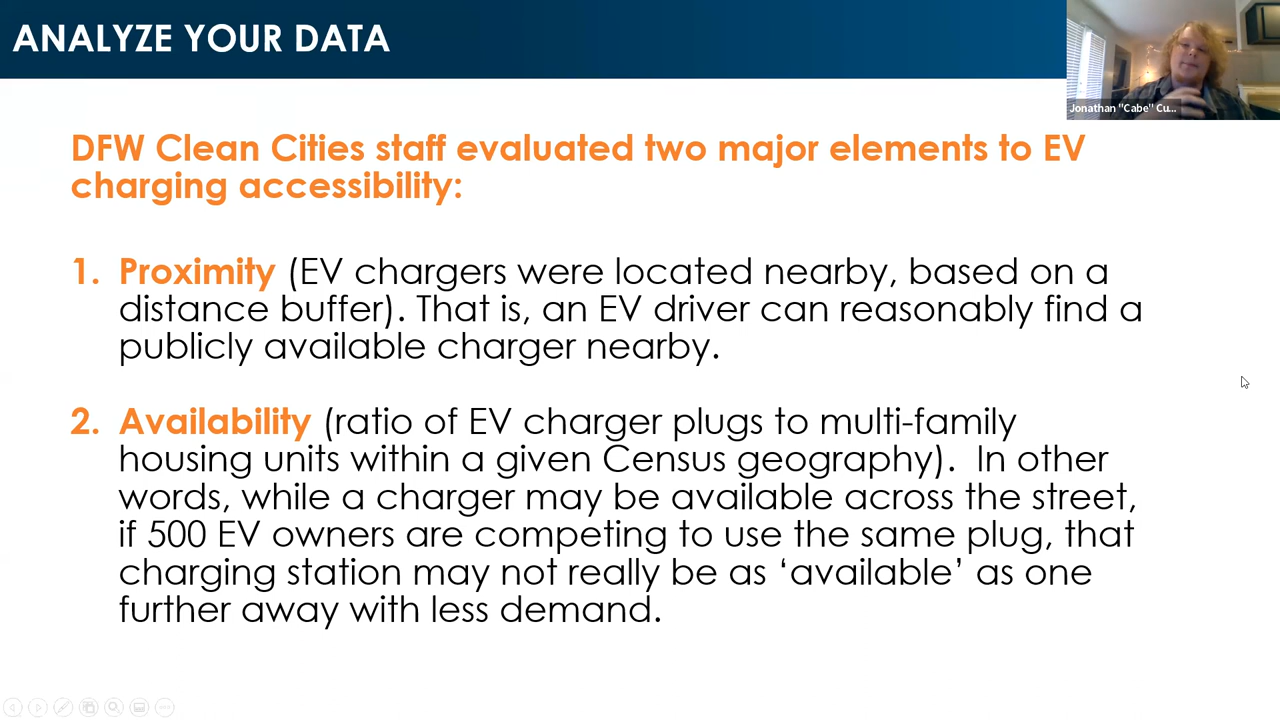 ANALYZE YOUR DATA
Jonathan "Cabe" Cu...
DFW Clean Cities staff evaluated two major elements to EV
charging accessibility:
1. Proximity (EV chargers were located nearby, based on a
distance buffer). That is, an EV driver can reasonably find a
publicly available charger nearby.
2. Availability (ratio of EV charger plugs to multi-family
housing units within a given Census geography).  In other
words, while a charger may be available across the street,
if 500 EV owners are competing to use the same plug, that
charging station may not really be as ‘available’ as one
further away with less demand.